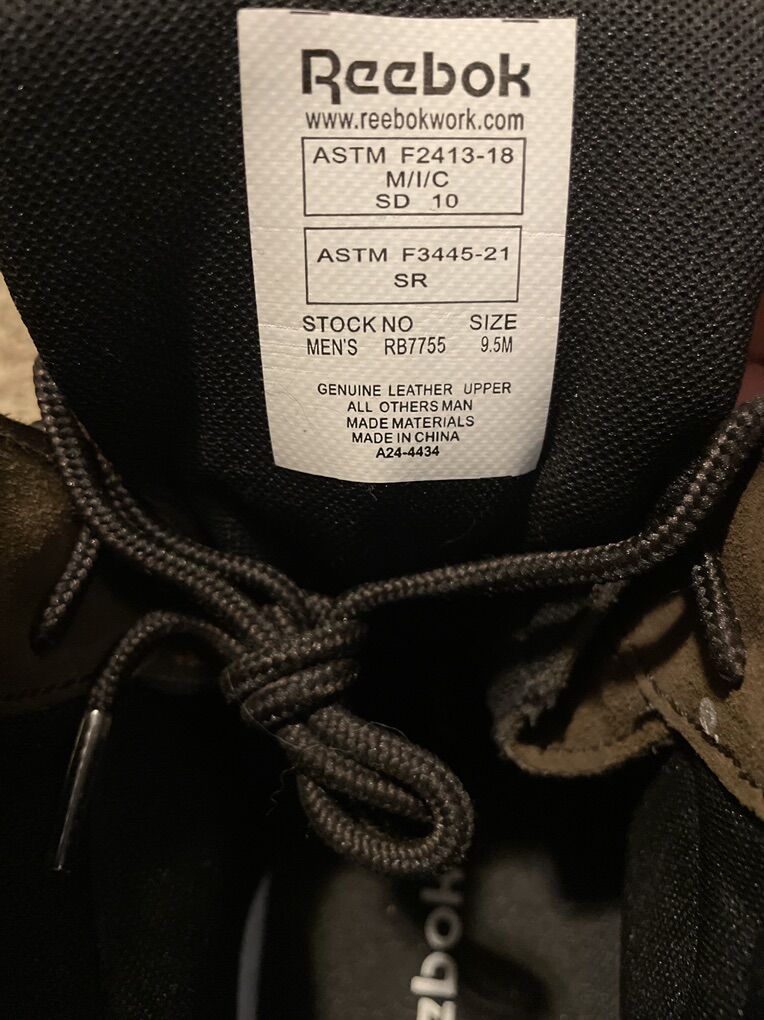 Reebok
www.reebokwork.com
ASTM F2413-18
M/I/C
SD 10
ASTM F3445-21
SR
STOCK NO SIZE
MEN'S RB7755 9.5M
GENUINE LEATHER UPPER
ALL OTHERS MAN
MADE MATERIALS
MADE IN CHINA
A24-4434